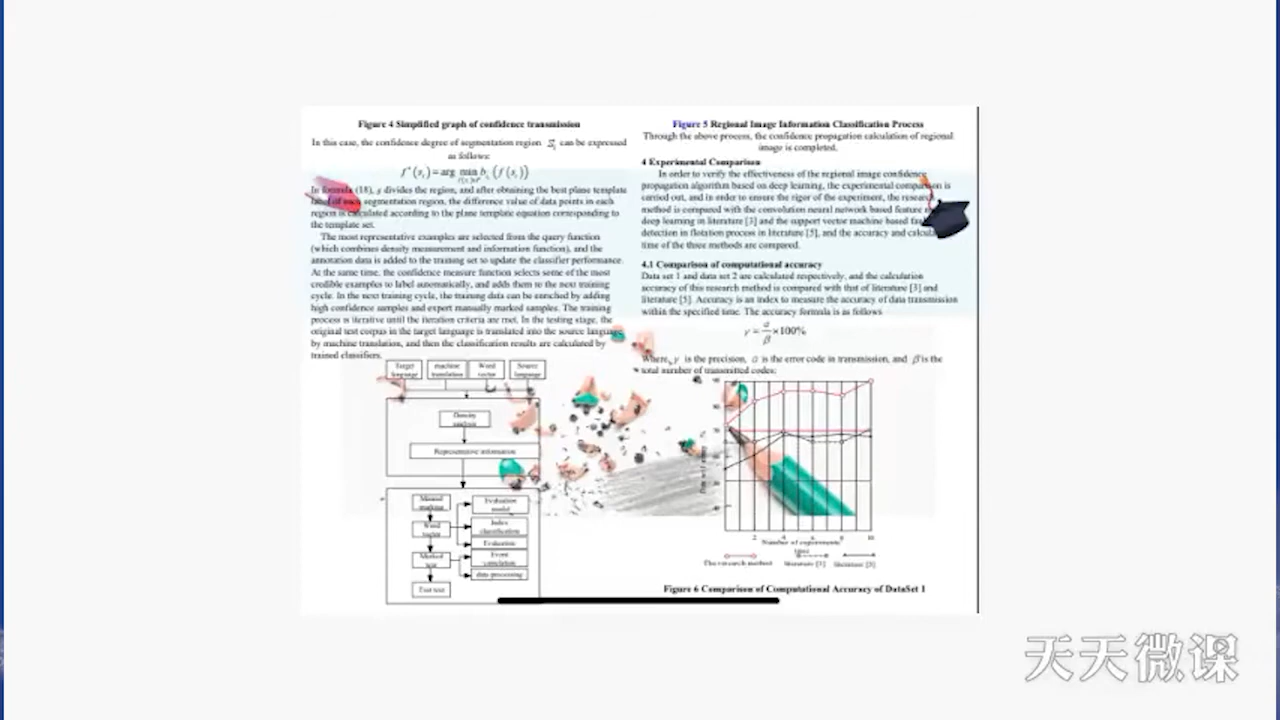 Figure 4 Simplified graph of confidence transmission
In this case, the confidence degree of segmentation region S_i can be expressed
as follows:
f*(s_i) = arg min b_i (f(s_i))
In formula (18), s divides the region, and after obtaining the best plane template
label of each segmentation region, the difference value of data points in each
region is calculated according to the plane template equation corresponding to
the template set.
The most representative examples are selected from the query function
(which combines density measurement and information function), and the
annotation data is added to the training set to update the classifier performance.
At the same time, the confidence measure function selects some of the most
credible examples to label automatically, and adds them to the next training
cycle. In the next training cycle, the training data can be enriched by adding
high confidence samples and expert manually marked samples. The training
process is iterative until the iteration criteria are met. In the testing stage, the
original test corpus in the target language is translated into the source language
by machine translation, and then the classification results are calculated by
trained classifiers.
Target language
machine translation
Word vector
Source language
Density analysis
Representative information
Manual marking
Word vector
Marked text
Test text
Evaluation model
Index classification
Evaluation
Event correlation
data processing
Figure 5 Regional Image Information Classification Process
Through the above process, the confidence propagation calculation of regional
image is completed.
4 Experimental Comparison
In order to verify the effectiveness of the regional image confidence
propagation algorithm based on deep learning, the experimental comparison is
carried out, and in order to ensure the rigor of the experiment, the research
method is compared with the convolution neural network based feature
deep learning in literature [3] and the support vector machine based
detection in flotation process in literature [5], and the accuracy and
time of the three methods are compared.
4.1 Comparison of computational accuracy
Data set 1 and data set 2 are calculated respectively, and the calculation
accuracy of this research method is compared with that of literature [3] and
literature [5]. Accuracy is an index to measure the accuracy of data transmission
within the specified time. The accuracy formula is as follows
γ = α/β ×100%
Where, γ is the precision, α is the error code in transmission, and β is the
total number of transmitted codes:
90
2 4 6 8 10
Number of experiments/
time
The research method literature [3] literature [5]
Figure 6 Comparison of Computational Accuracy of DataSet 1
天天微课